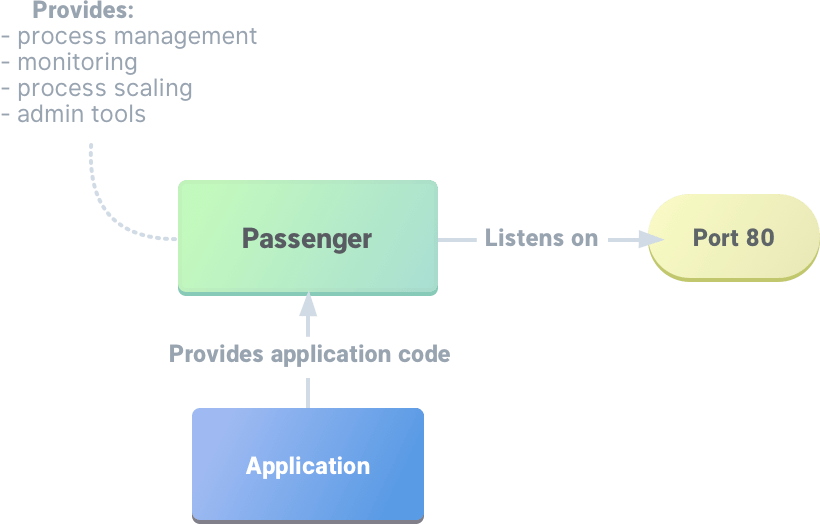 Provides:
- process management
- monitoring
- process scaling
- admin tools
Passenger
Listens on
Port 80
Provides application code
Application